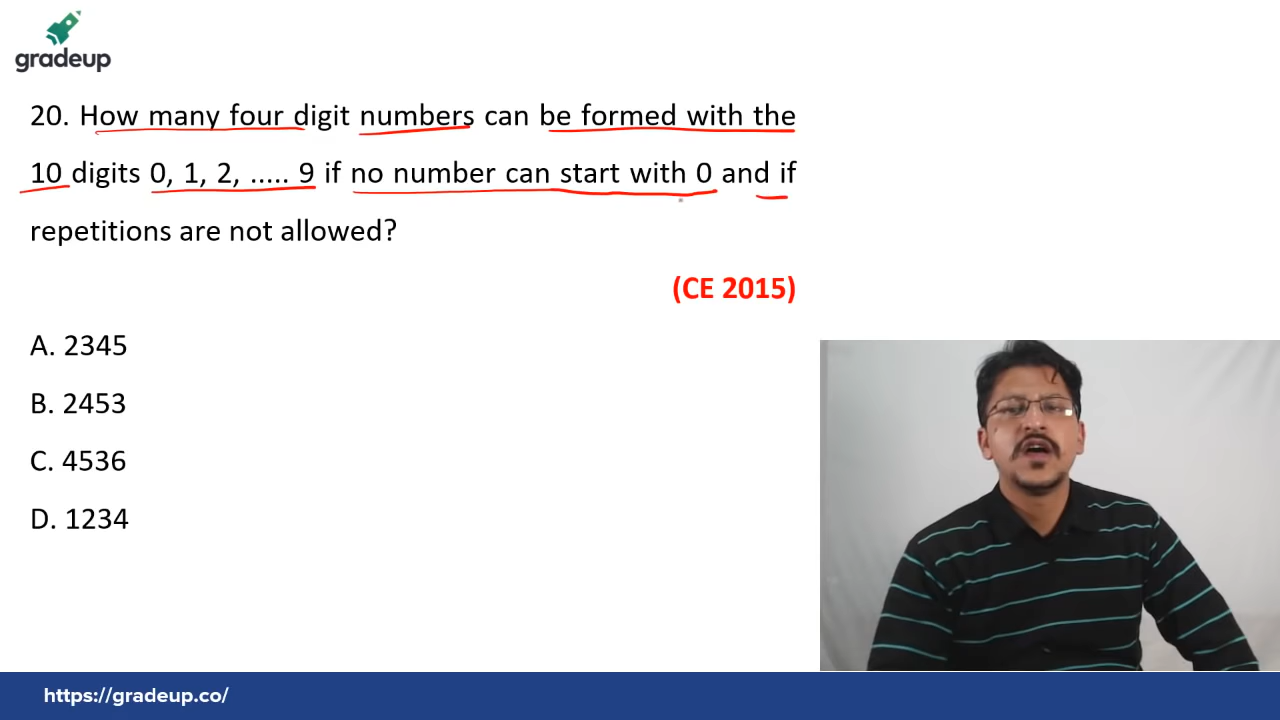 gradeup
20. How many four digit numbers can be formed with the
10 digits 0, 1, 2, ..... 9 if no number can start with 0 and if
repetitions are not allowed?
(CE 2015)
A. 2345
B. 2453
C. 4536
D. 1234
https://gradeup.co/